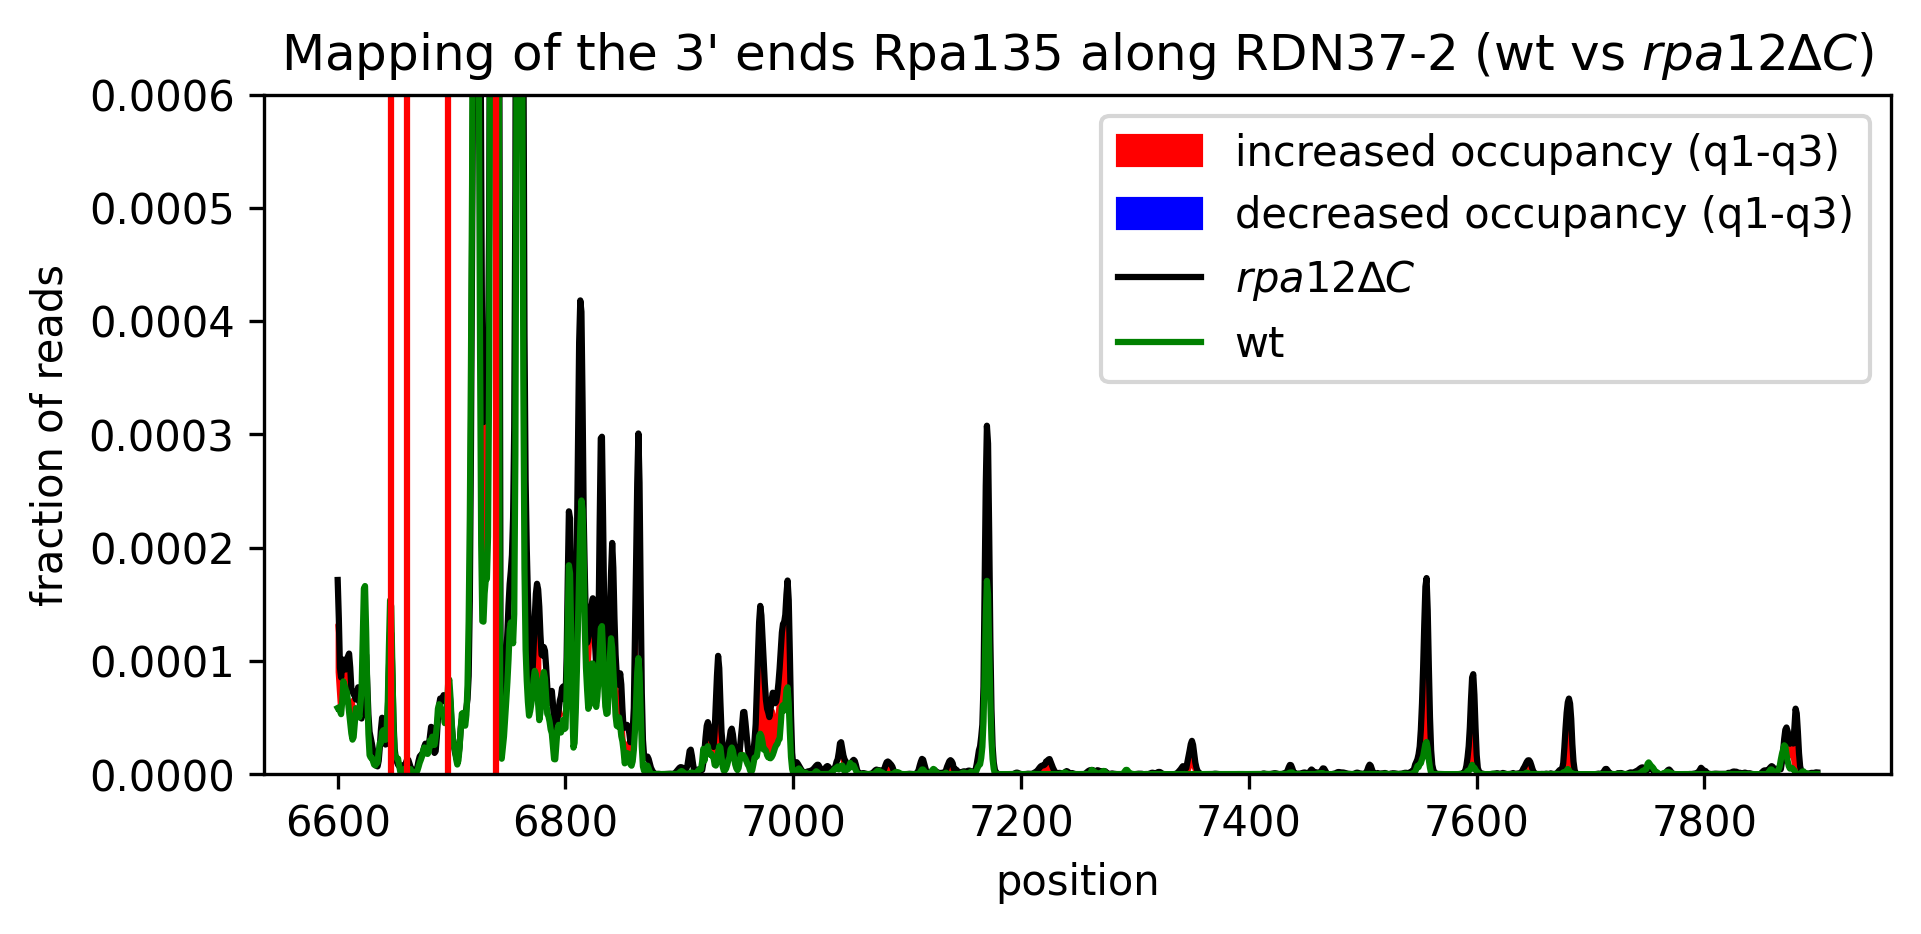 Mapping of the 3' ends Rpa135 along RDN37-2 (wt vs rpa12ΔC)
0.0006
0.0005
0.0004
0.0003
0.0002
0.0001
0.0000
fraction of reads
increased occupancy (q1-q3)
decreased occupancy (q1-q3)
rpa12ΔC
wt
6600 6800 7000 7200 7400 7600 7800
position